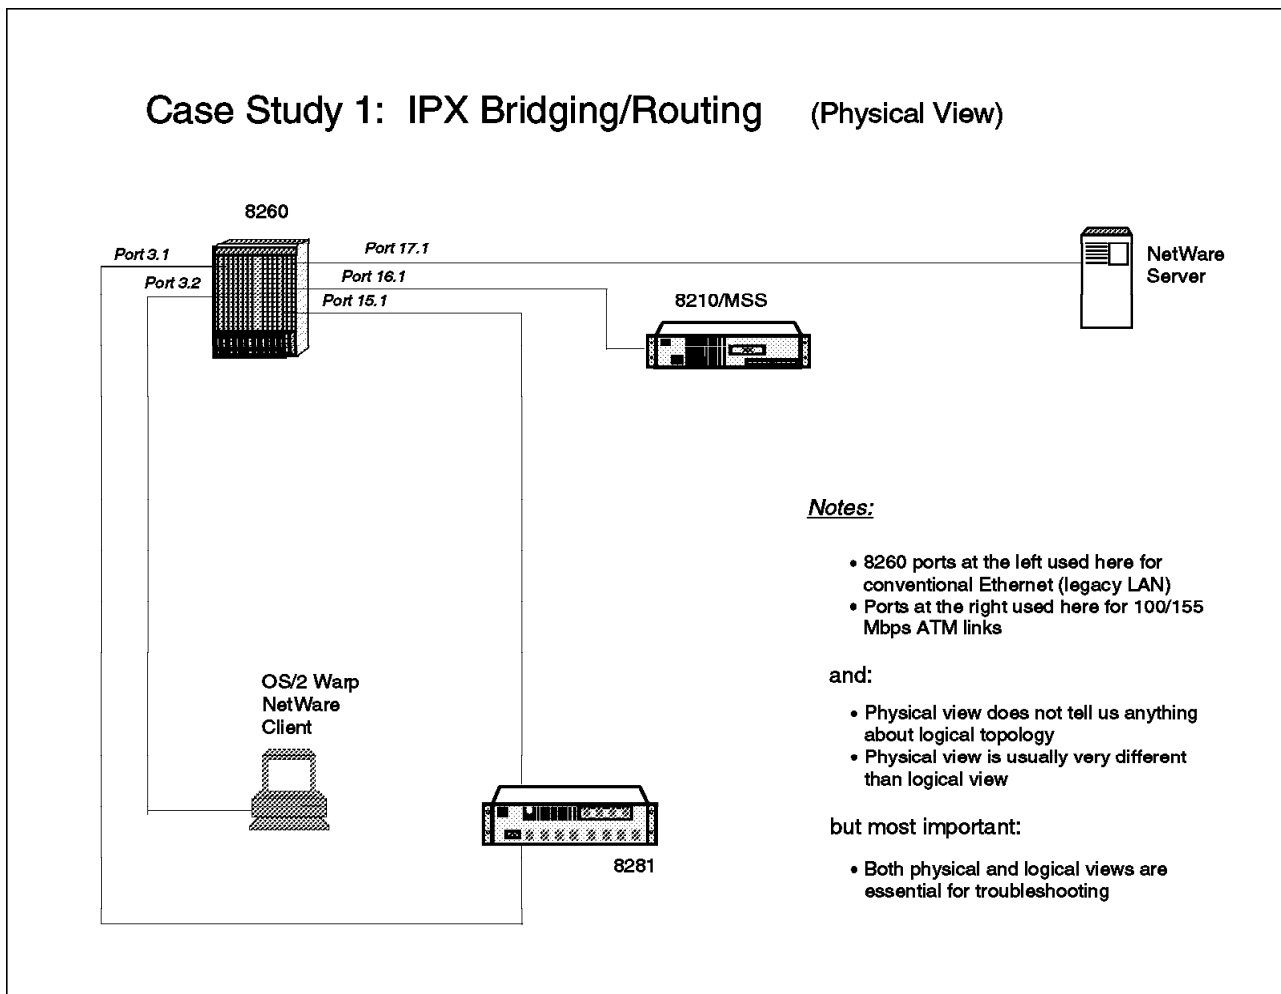 Case Study 1: IPX Bridging/Routing (Physical View)
8260
Port 3.1
Port 17.1
Port 3.2
Port 16.1
Port 15.1
8210/MSS
NetWare
Server
Notes:
• 8260 ports at the left used here for
conventional Ethernet (legacy LAN)
• Ports at the right used here for 100/155
Mbps ATM links
and:
• Physical view does not tell us anything
about logical topology
• Physical view is usually very different
than logical view
but most important:
• Both physical and logical views are
essential for troubleshooting
OS/2 Warp
NetWare
Client
8281